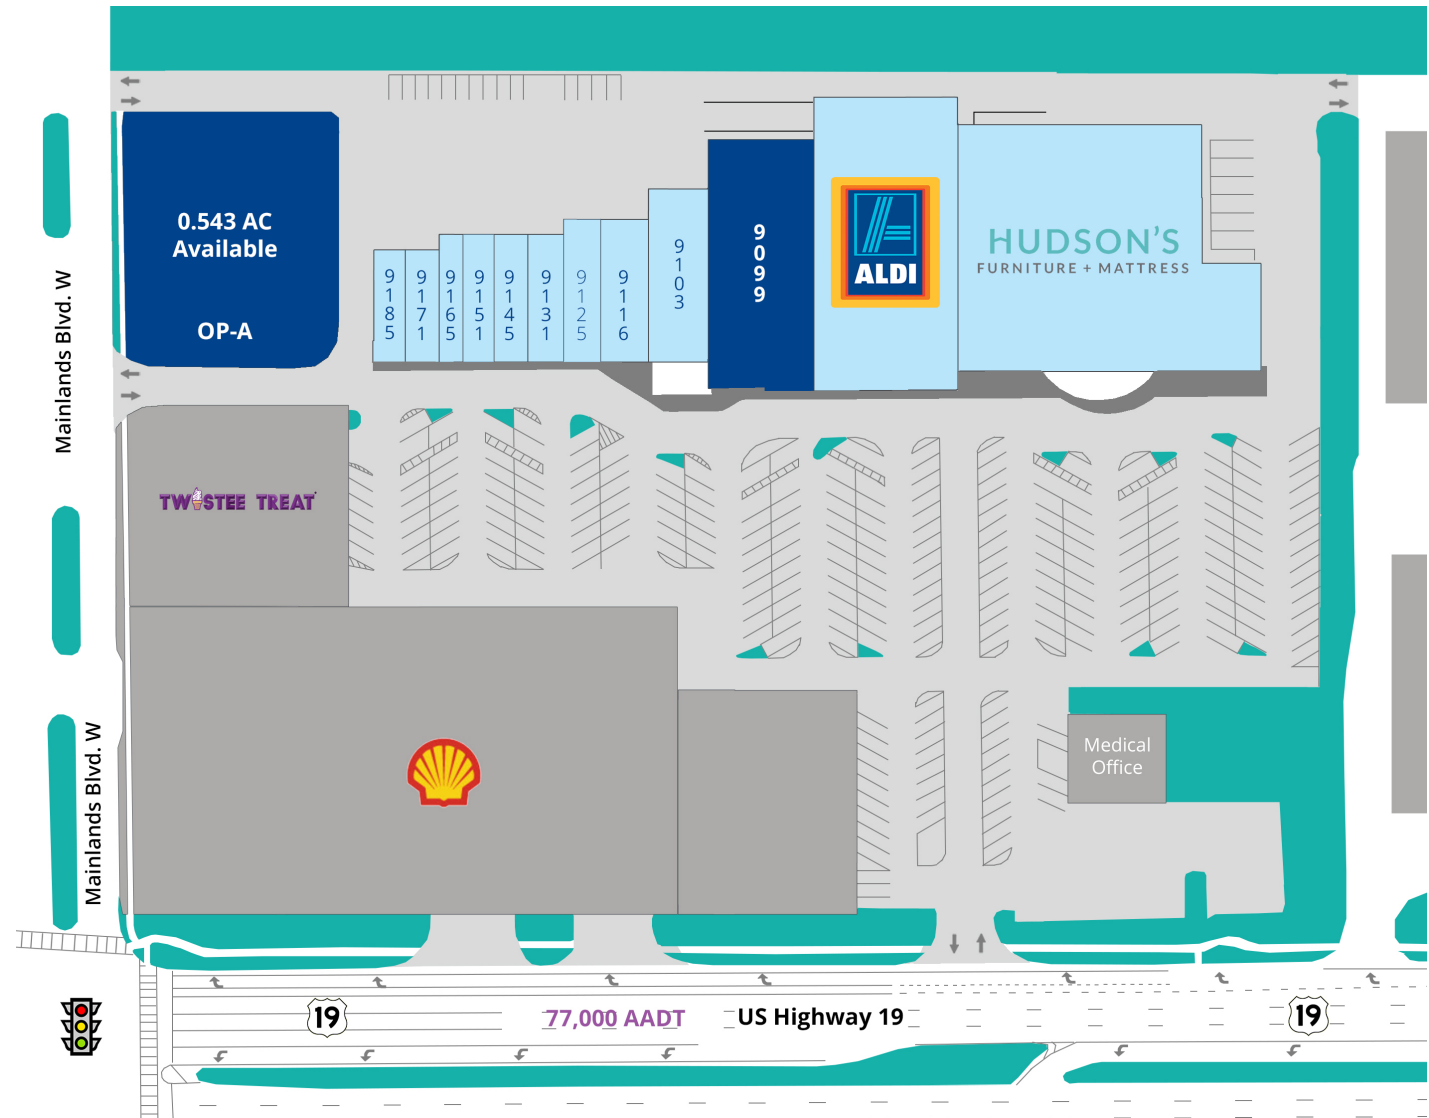 0.543 AC
Available
OP-A
Mainlands Blvd. W
9185
9171
9165
9151
9145
9131
9125
9116
9103
9099
ALDI
HUDSON'S
FURNITURE + MATTRESS
TWISTEE TREAT
Mainlands Blvd. W
Medical
Office
19
77,000 AADT
US Highway 19
19